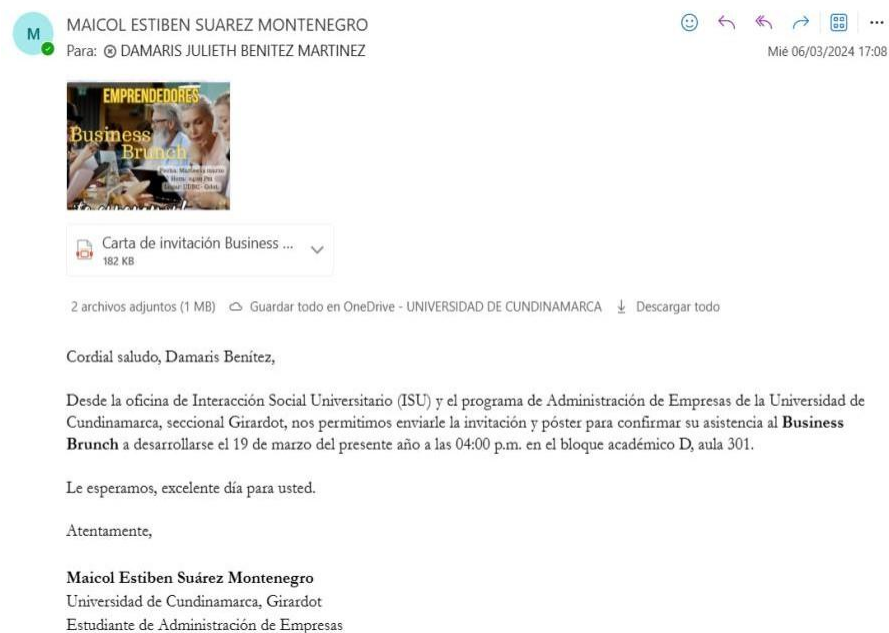 M
MAICOL ESTIBEN SUAREZ MONTENEGRO
Para: DAMARIS JULIETH BENITEZ MARTINEZ
Mié 06/03/2024 17:08
EMPRENDEDORES
Business
Brunch
Carta de invitación Business ...
182 KB
2 archivos adjuntos (1 MB) Guardar todo en OneDrive - UNIVERSIDAD DE CUNDINAMARCA Descargar todo
Cordial saludo, Damaris Benítez,
Desde la oficina de Interacción Social Universitario (ISU) y el programa de Administración de Empresas de la Universidad de
Cundinamarca, seccional Girardot, nos permitimos enviarle la invitación y póster para confirmar su asistencia al Business
Brunch a desarrollarse el 19 de marzo del presente año a las 04:00 p.m. en el bloque académico D, aula 301.
Le esperamos, excelente día para usted.
Atentamente,
Maicol Estiben Suárez Montenegro
Universidad de Cundinamarca, Girardot
Estudiante de Administración de Empresas